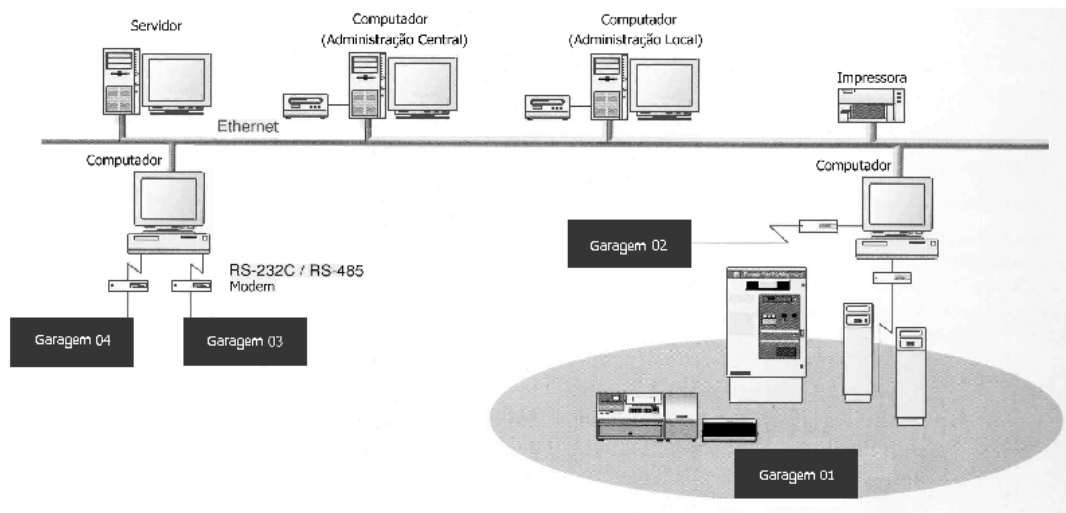 Servidor
Computador
(Administração Central)
Computador
(Administração Local)
Impressora
Ethernet
Computador
Computador
Garagem 02
RS-232C / RS-485
Modem
Garagem 04
Garagem 03
Garagem 01